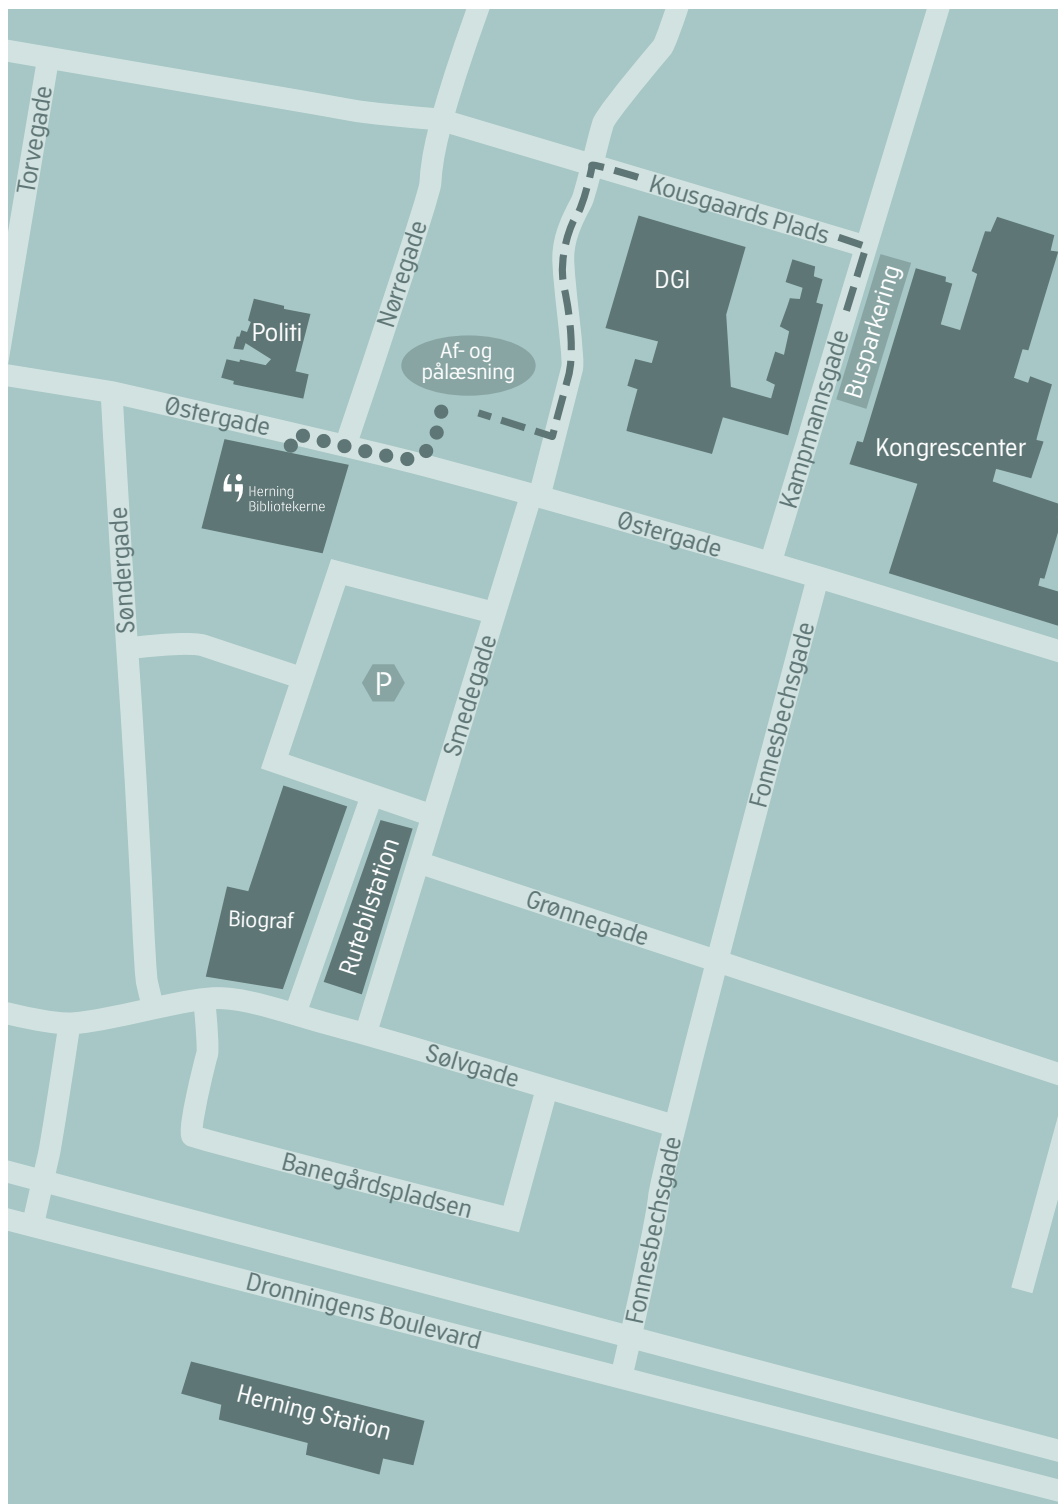 Torvegade
Kousgaards Plads
Nørregade
DGI
Busparkering
Politi
Af- og
pålæsning
Kampmannsgade
Østergade
Kongrescenter
Herning
Bibliotekerne
Østergade
Søndergade
Smedegade
Fonnesbechsgade
P
Rutebilstation
Grønnegade
Biograf
Sølvgade
Banegårdspladsen
Fonnesbechsgade
Dronningens Boulevard
Herning Station